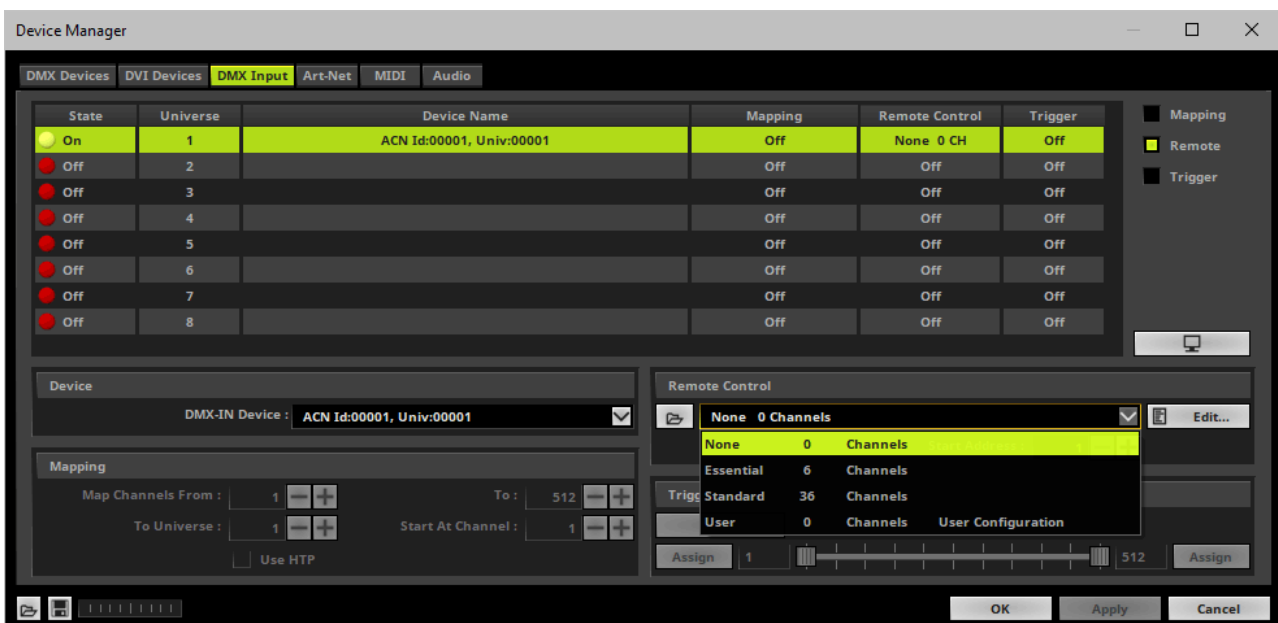 Device Manager
DMX Devices DVI Devices DMX Input Art-Net MIDI Audio
State Universe Device Name Mapping Remote Control Trigger
On 1 ACN Id:00001, Univ:00001 Off None 0 CH Off
Off 2 Off Off Off
Off 3 Off Off Off
Off 4 Off Off Off
Off 5 Off Off Off
Off 6 Off Off Off
Off 7 Off Off Off
Off 8 Off Off Off
Mapping
Remote
Trigger
Device
DMX-IN Device : ACN Id:00001, Univ:00001
Mapping
Map Channels From : 1 To : 512
To Universe : 1 Start At Channel : 1
Use HTP
Remote Control
None 0 Channels Edit...
None 0 Channels
Essential 6 Channels
Standard 36 Channels
User 0 Channels User Configuration
Trigg
Assign 1 512 Assign
OK Apply Cancel